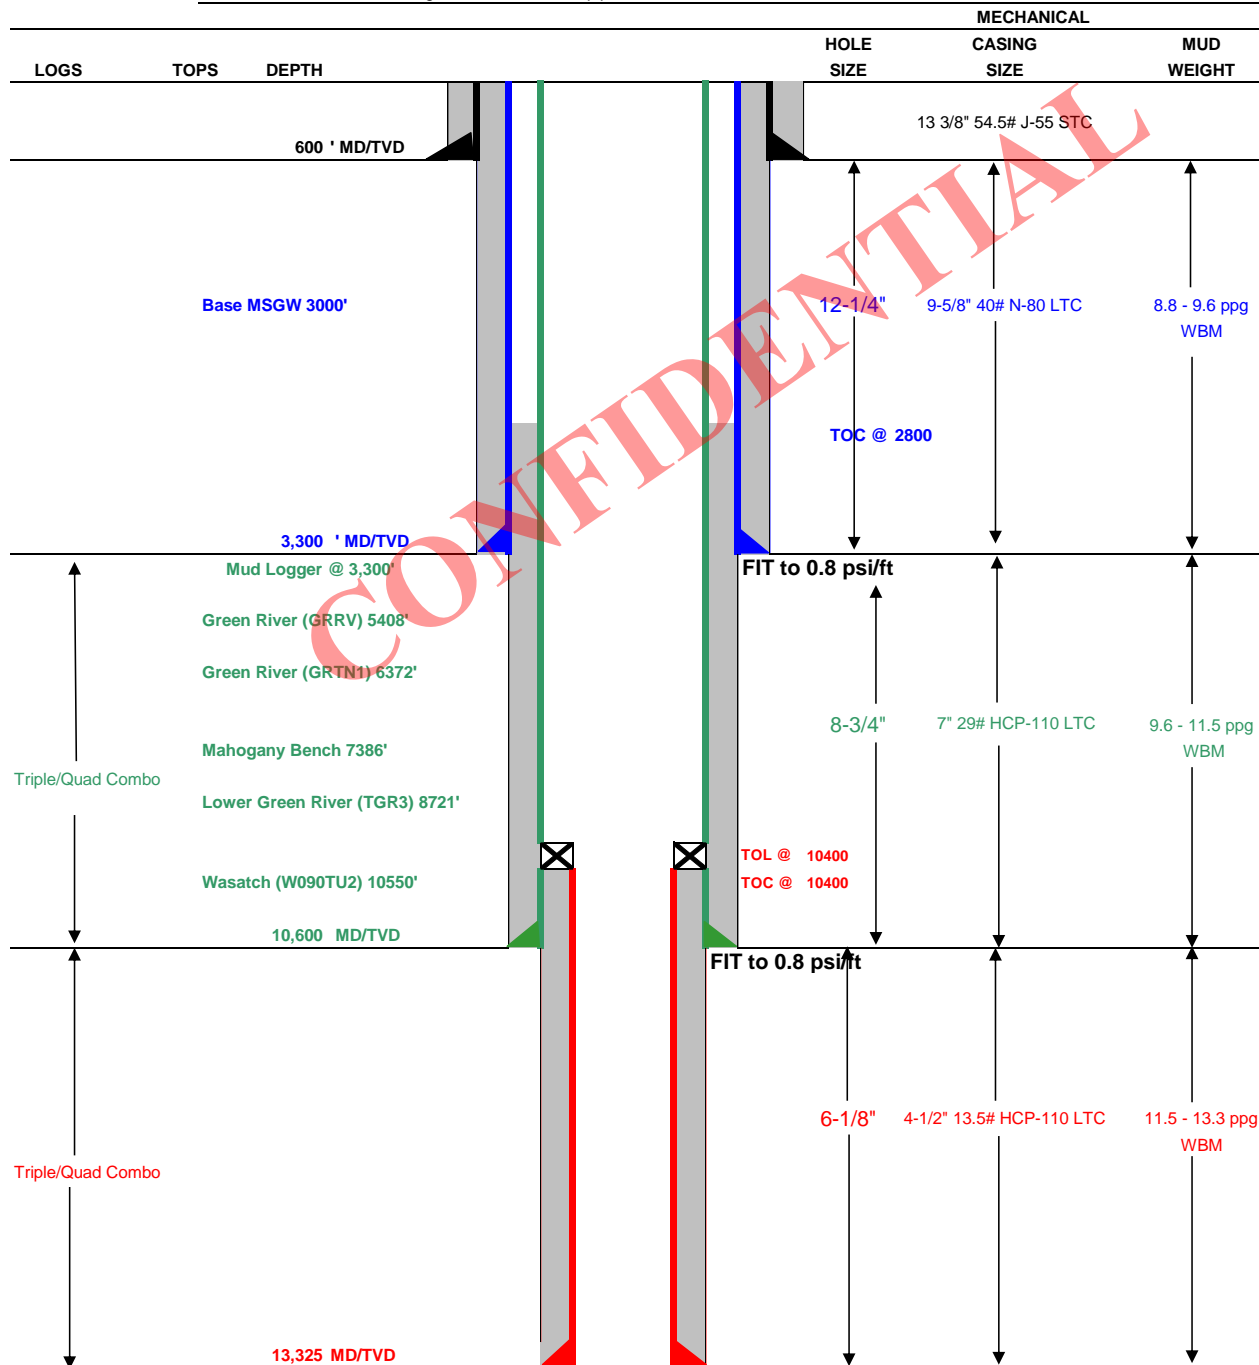 MECHANICAL
HOLE CASING MUD
LOGS TOPS DEPTH SIZE SIZE WEIGHT
13 3/8" 54.5# J-55 STC
600 ' MD/TVD
Base MSGW 3000' 12-1/4" 9-5/8" 40# N-80 LTC 8.8 - 9.6 ppg
WBM
TOC @ 2800
3,300 ' MD/TVD
Mud Logger @ 3,300' FIT to 0.8 psi/ft
Green River (GRRV) 5408'
Green River (GRTN1) 6372'
8-3/4" 7" 29# HCP-110 LTC 9.6 - 11.5 ppg
Mahogany Bench 7386' WBM
Triple/Quad Combo
Lower Green River (TGR3) 8721'
TOL @ 10400
Wasatch (W090TU2) 10550' TOC @ 10400
10,600 MD/TVD
FIT to 0.8 psi/ft
6-1/8" 4-1/2" 13.5# HCP-110 LTC 11.5 - 13.3 ppg
WBM
Triple/Quad Combo
13,325 MD/TVD
CONFIDENTIAL